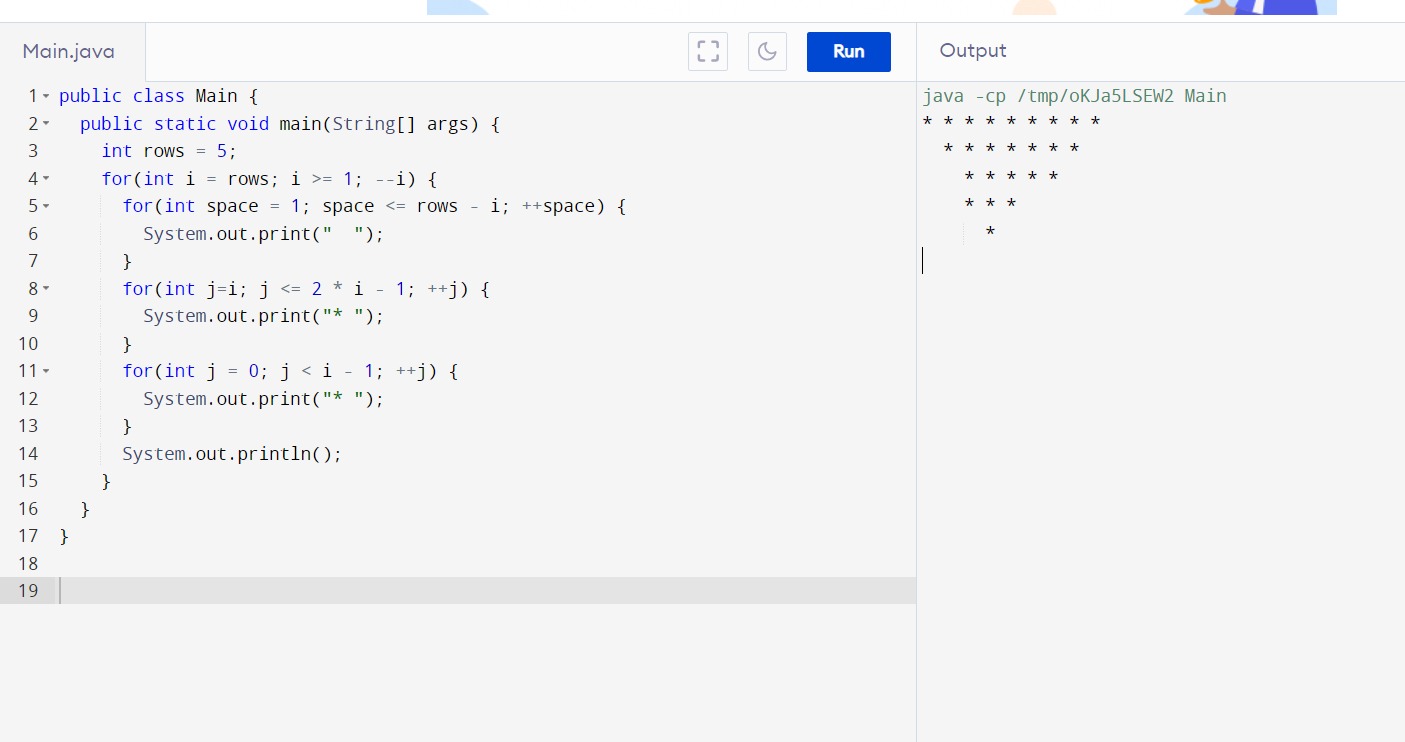 Main.java
Run
Output
1 public class Main {
2   public static void main(String[] args) {
3     int rows = 5;
4     for(int i = rows; i >= 1; --i) {
5       for(int space = 1; space <= rows - i; ++space) {
6         System.out.print("  ");
7       }
8       for(int j=i; j <= 2 * i - 1; ++j) {
9         System.out.print("* ");
10       }
11       for(int j = 0; j < i - 1; ++j) {
12         System.out.print("* ");
13       }
14       System.out.println();
15     }
16   }
17 }
18
19
java -cp /tmp/oKJa5LSEW2 Main
* * * * * * * * *
  * * * * * * *
    * * * * *
    * * *
      *